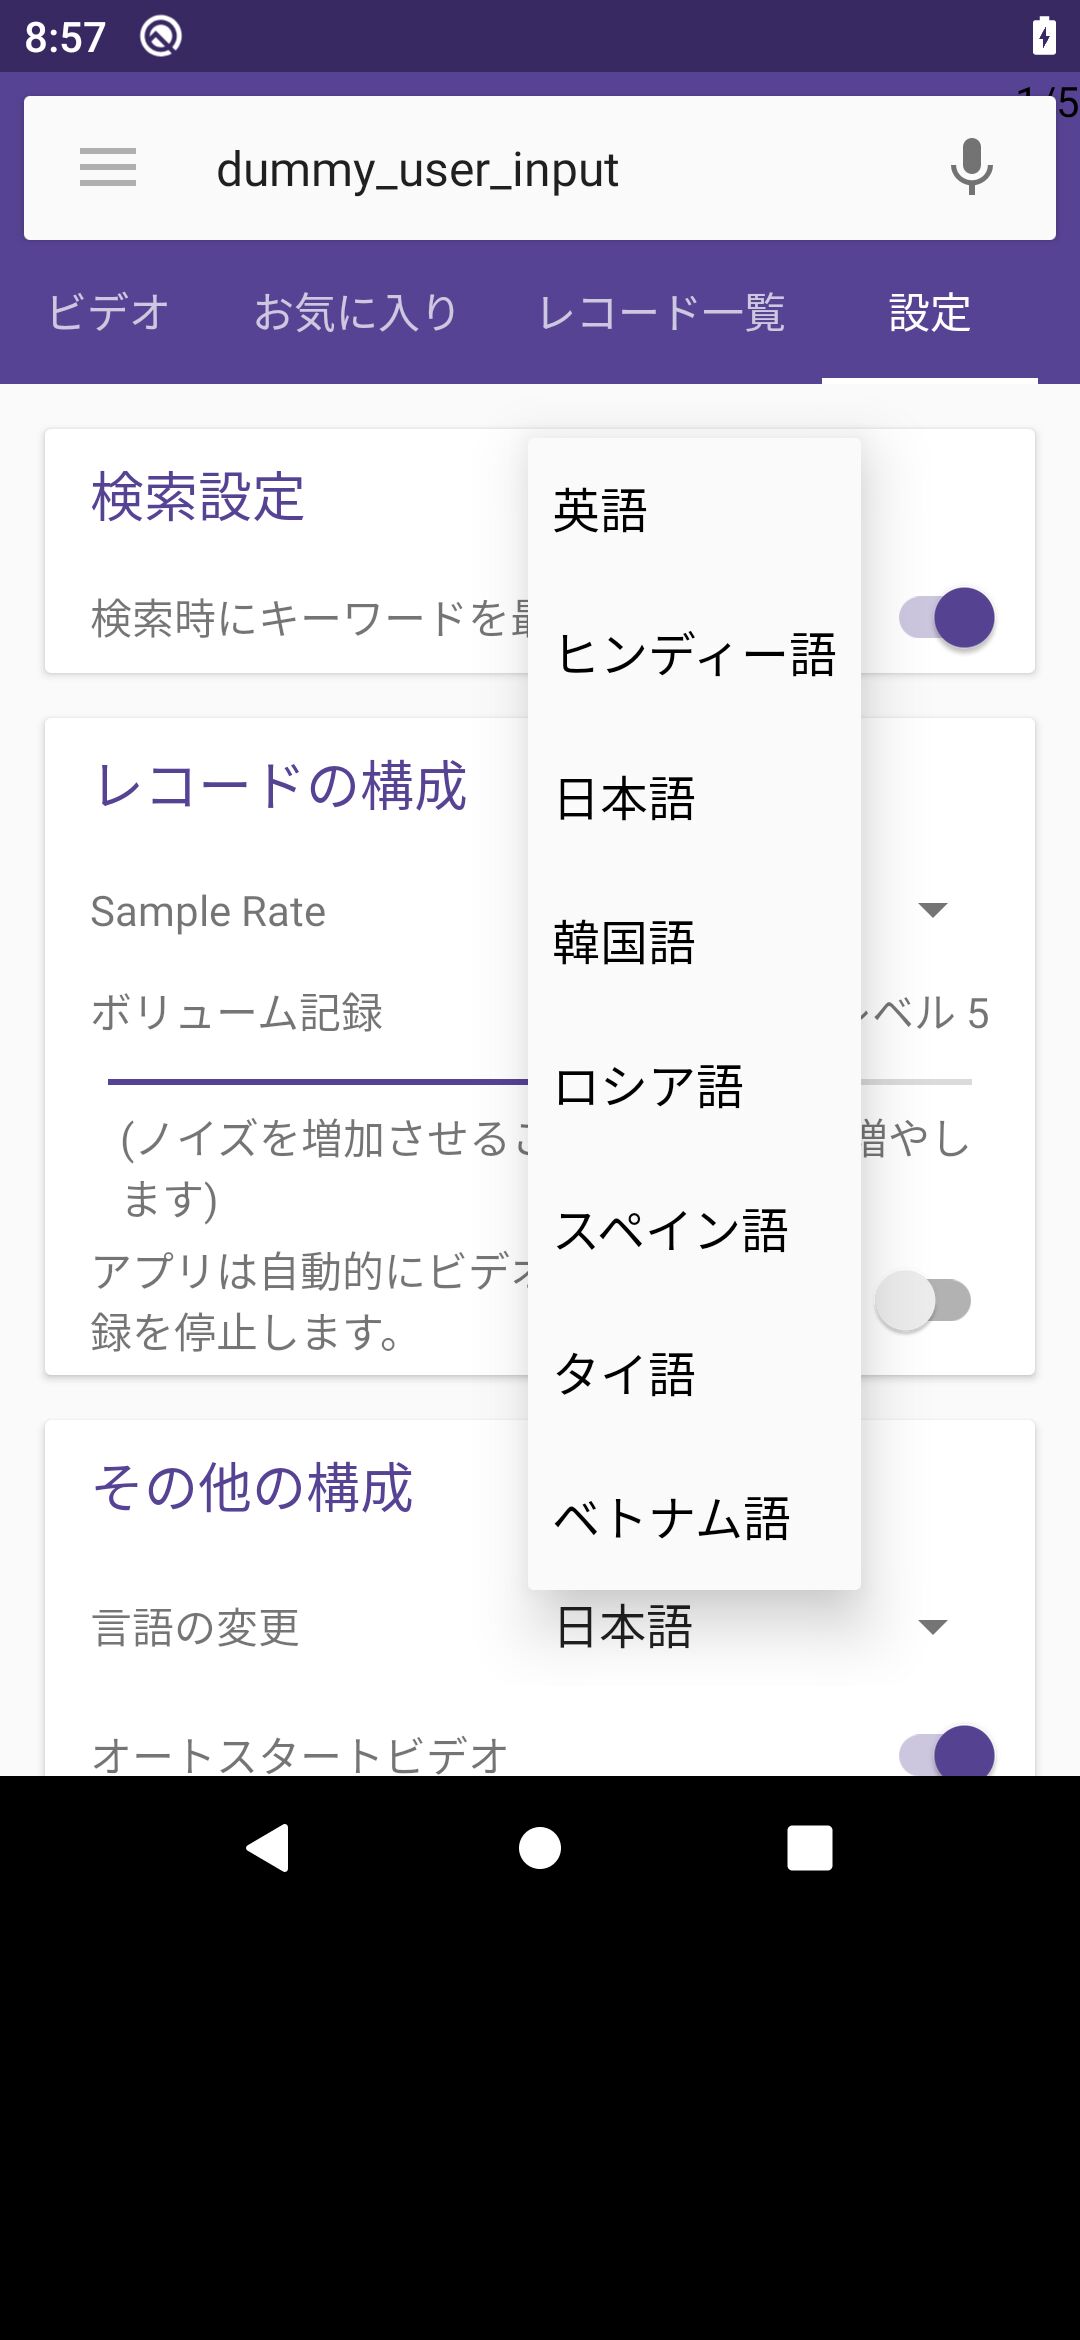 8:57
1/5
dummy_user_input
ビデオ お気に入り レコード一覧 設定
検索設定
検索時にキーワードを
レコードの構成
Sample Rate
ボリューム記録
ベル 5
(ノイズを増加させる
増やし
ます)
アプリは自動的にビデオ
録を停止します。
英語
ヒンディー語
日本語
韓国語
ロシア語
スペイン語
タイ語
ベトナム語
その他の構成
言語の変更 日本語
オートスタートビデオ